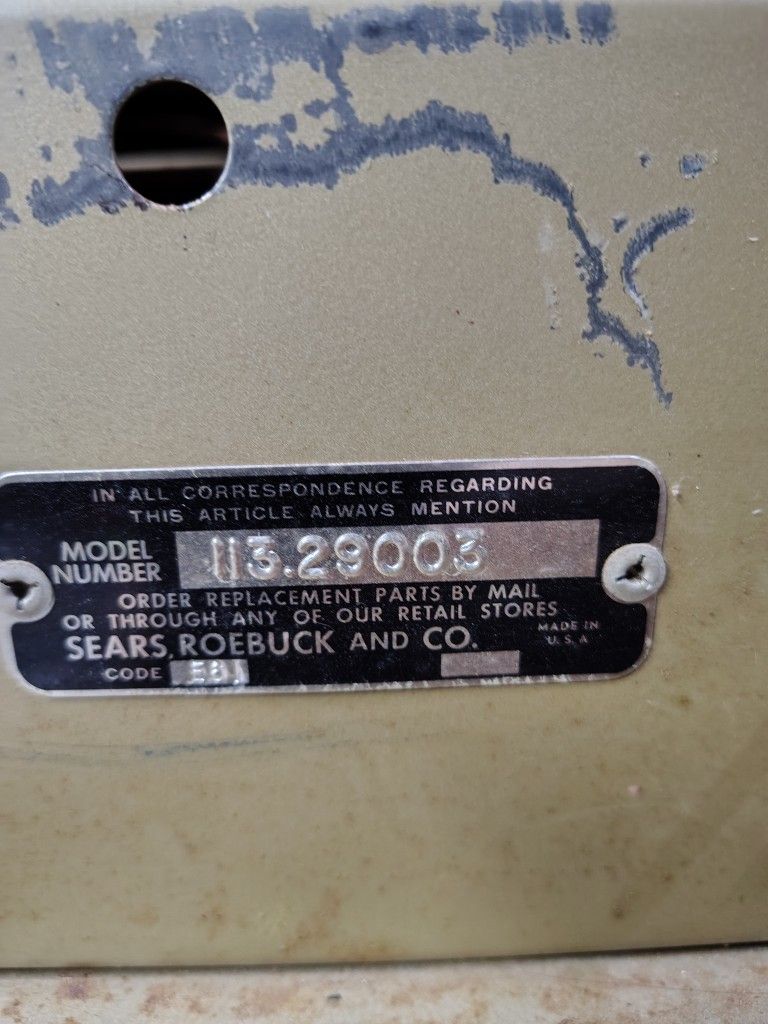 IN ALL CORRESPONDENCE REGARDING
THIS ARTICLE ALWAYS MENTION
MODEL NUMBER 113.29003
ORDER REPLACEMENT PARTS BY MAIL
OR THROUGH ANY OF OUR RETAIL STORES
SEARS, ROEBUCK AND CO.
MADE IN
U.S.A
CODE